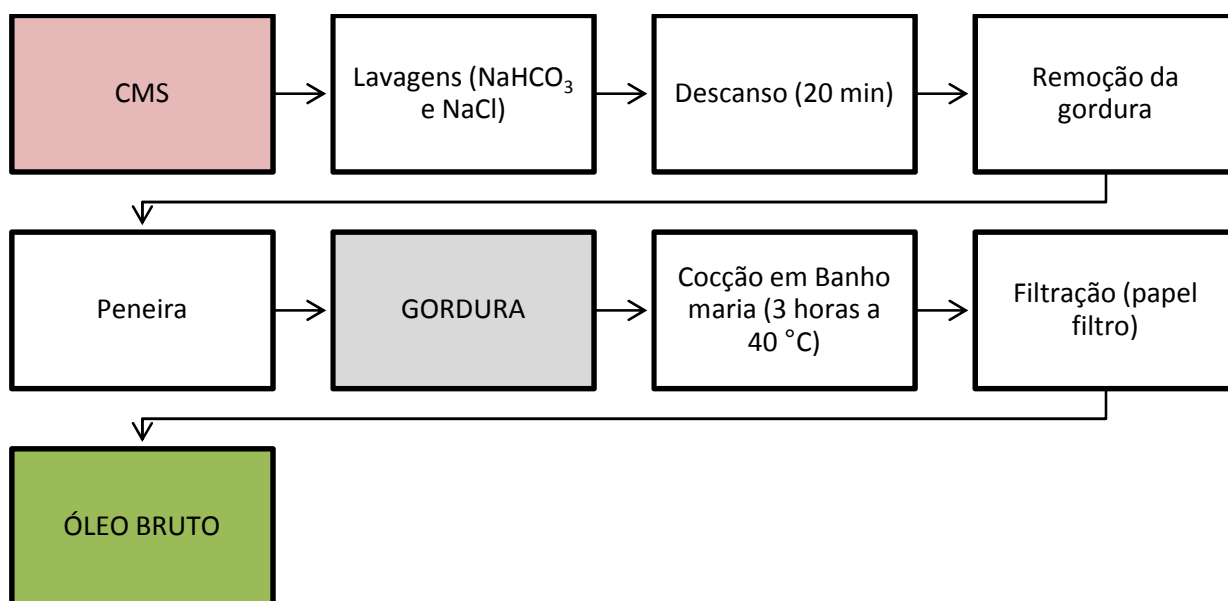 CMS
Lavagens (NaHCO₃
e NaCl)
Descanso (20 min)
Remoção da
gordura
Peneira
GORDURA
Cocção em Banho
maria (3 horas a
40 °C)
Filtração (papel
filtro)
ÓLEO BRUTO